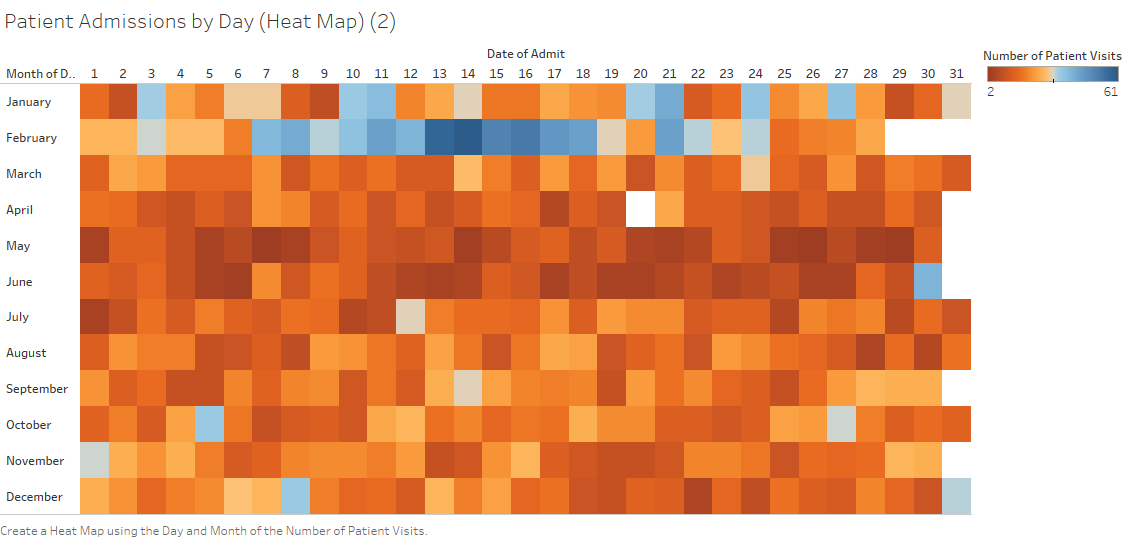 Patient Admissions by Day (Heat Map) (2)
Date of Admit
Number of Patient Visits
2 61
Month of D.. 1 2 3 4 5 6 7 8 9 10 11 12 13 14 15 16 17 18 19 20 21 22 23 24 25 26 27 28 29 30 31
January
February
March
April
May
June
July
August
September
October
November
December
Create a Heat Map using the Day and Month of the Number of Patient Visits.